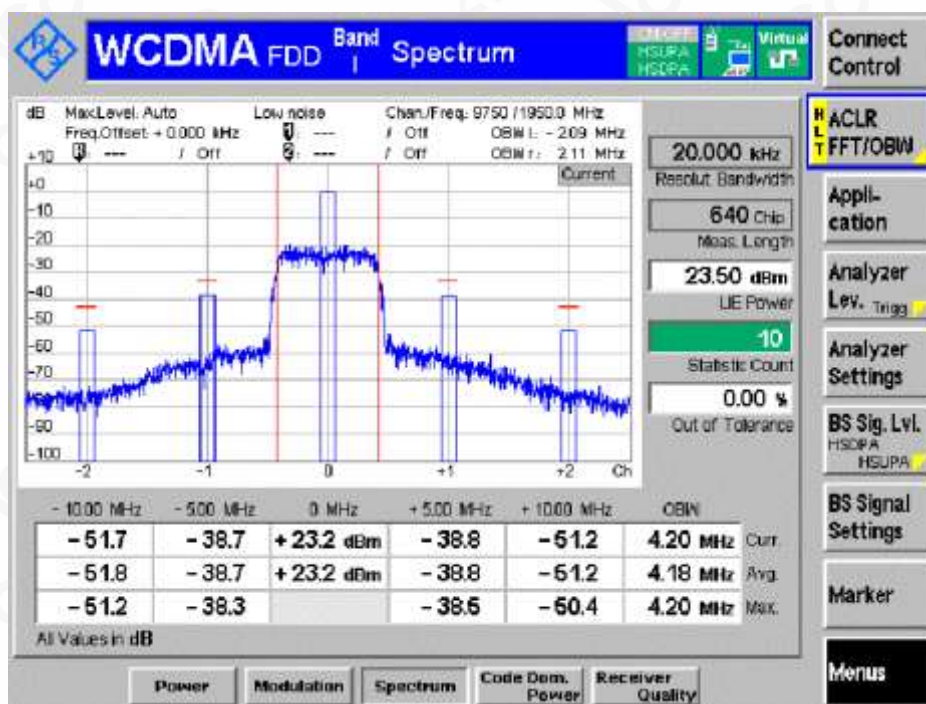 WCDMA FDD Band I Spectrum
HSUPA
HSDPA
Virtual
Connect Control
dB Max.Level: Auto Low noise Chan./Freq.: 9750 / 1950.0 MHz
Freq.Offset: + 0.000 kHz --- / Off OBW l: - 2.09 MHz
--- / Off --- / Off OBW r: 2.11 MHz
Current
+10
+0
-10
-20
-30
-40
-50
-60
-70
-90
-100
-2 -1 0 +1 +2 Ch
20.000 kHz
Resolut. Bandwidth
640 Chip
Meas. Length
23.50 dBm
UE Power
10
Statistic Count
0.00 %
Out of Tolerance
- 10.00 MHz - 5.00 MHz 0 MHz + 5.00 MHz + 10.00 MHz OBW
- 51.7 - 38.7 + 23.2 dBm - 38.8 - 51.2 4.20 MHz Curr.
- 51.8 - 38.7 + 23.2 dBm - 38.8 - 51.2 4.18 MHz Avg.
- 51.2 - 38.3 - 38.6 - 50.4 4.20 MHz Max.
All Values in dB
Power Modulation Spectrum Code Dom. Power Receiver Quality
HLT
ACLR
FFT/OBW
Appli-
cation
Analyzer
Lev. Trigg
Analyzer
Settings
BS Sig. Lvl.
HSDPA
HSUPA
BS Signal
Settings
Marker
Menus